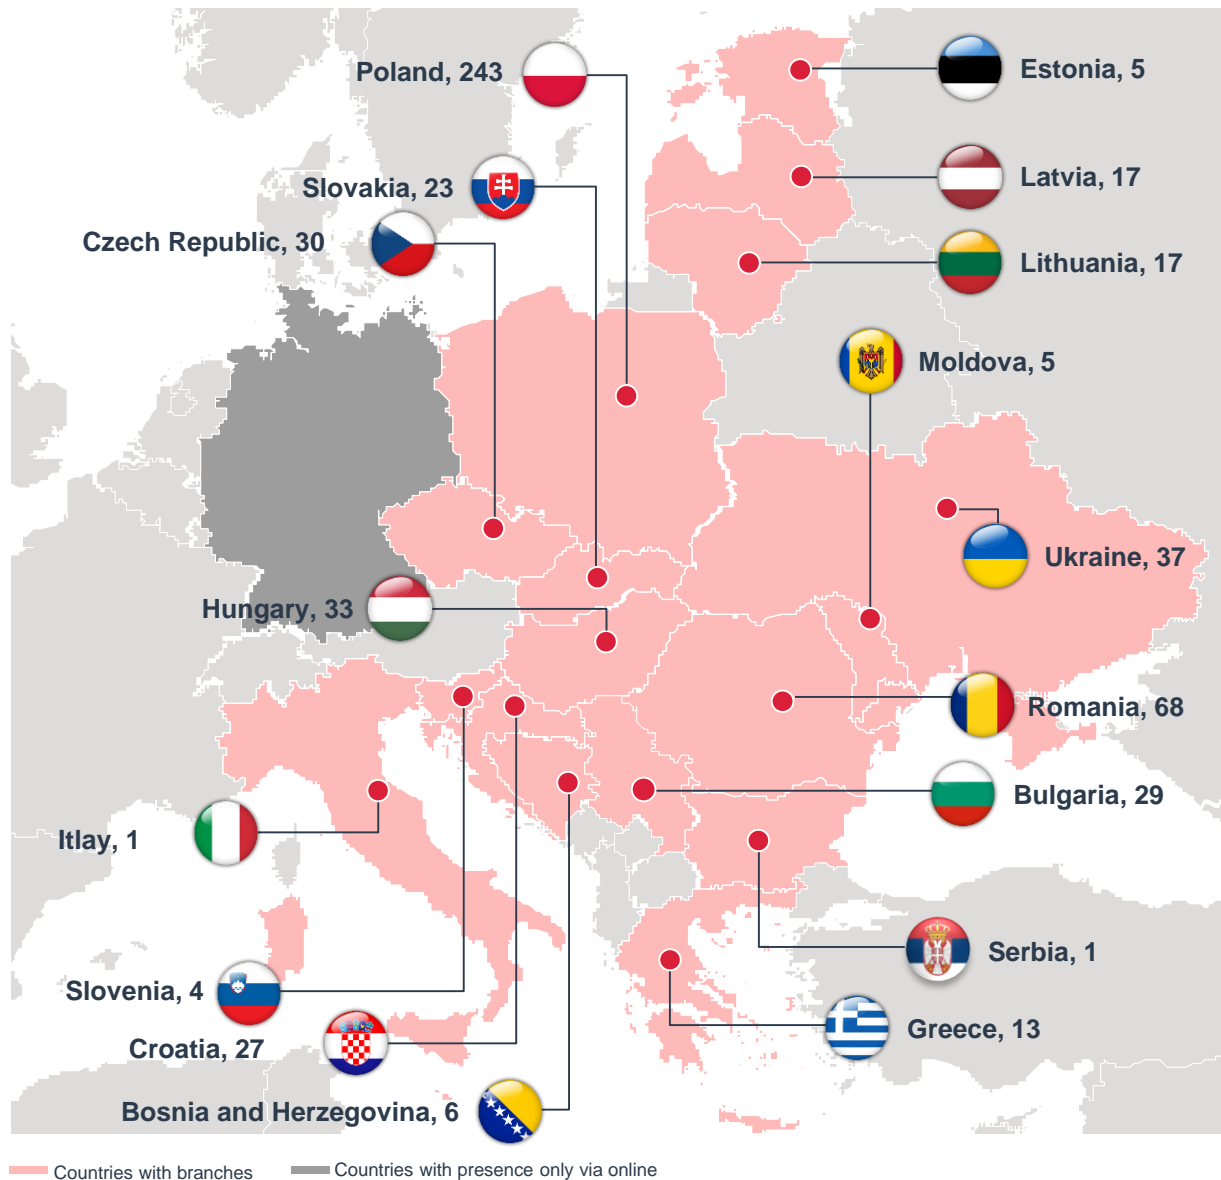 Poland, 243
Estonia, 5
Slovakia, 23
Latvia, 17
Czech Republic, 30
Lithuania, 17
Moldova, 5
Ukraine, 37
Hungary, 33
Romania, 68
Bulgaria, 29
Itlay, 1
Serbia, 1
Slovenia, 4
Greece, 13
Croatia, 27
Bosnia and Herzegovina, 6
Countries with branches
Countries with presence only via online